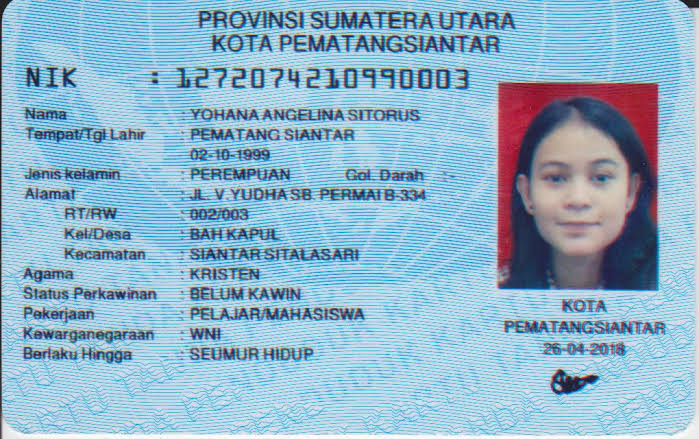 PROVINSI SUMATERA UTARA
KOTA PEMATANGSIANTAR
NIK : 1272074210990003
Nama : YOHANA ANGELINA SITORUS
Tempat/Tgl Lahir : PEMATANG SIANTAR
02-10-1999
Jenis kelamin : PEREMPUAN Gol. Darah :-
Alamat : JL. V.YUDHA SB. PERMAI B-334
RT/RW : 002/003
Kel/Desa : BAH KAPUL
Kecamatan : SIANTAR SITALASARI
Agama : KRISTEN
Status Perkawinan : BELUM KAWIN
Pekerjaan : PELAJAR/MAHASISWA
Kewarganegaraan : WNI
Berlaku Hingga : SEUMUR HIDUP
KOTA
PEMATANGSIANTAR
26-04-2018